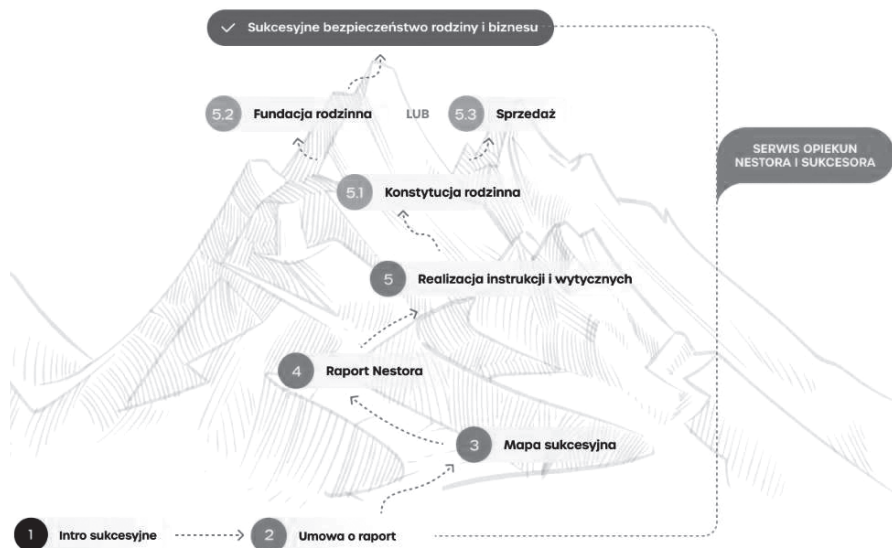 ✓ Sukcesyjne bezpieczeństwo rodziny i biznesu
5.2 Fundacja rodzinna LUB 5.3 Sprzedaż
SERWIS OPIEKUN
NESTORA I SUKCESORA
5.1 Konstytucja rodzinna
5 Realizacja instrukcji i wytycznych
4 Raport Nestora
3 Mapa sukcesyjna
1 Intro sukcesyjne 2 Umowa o raport